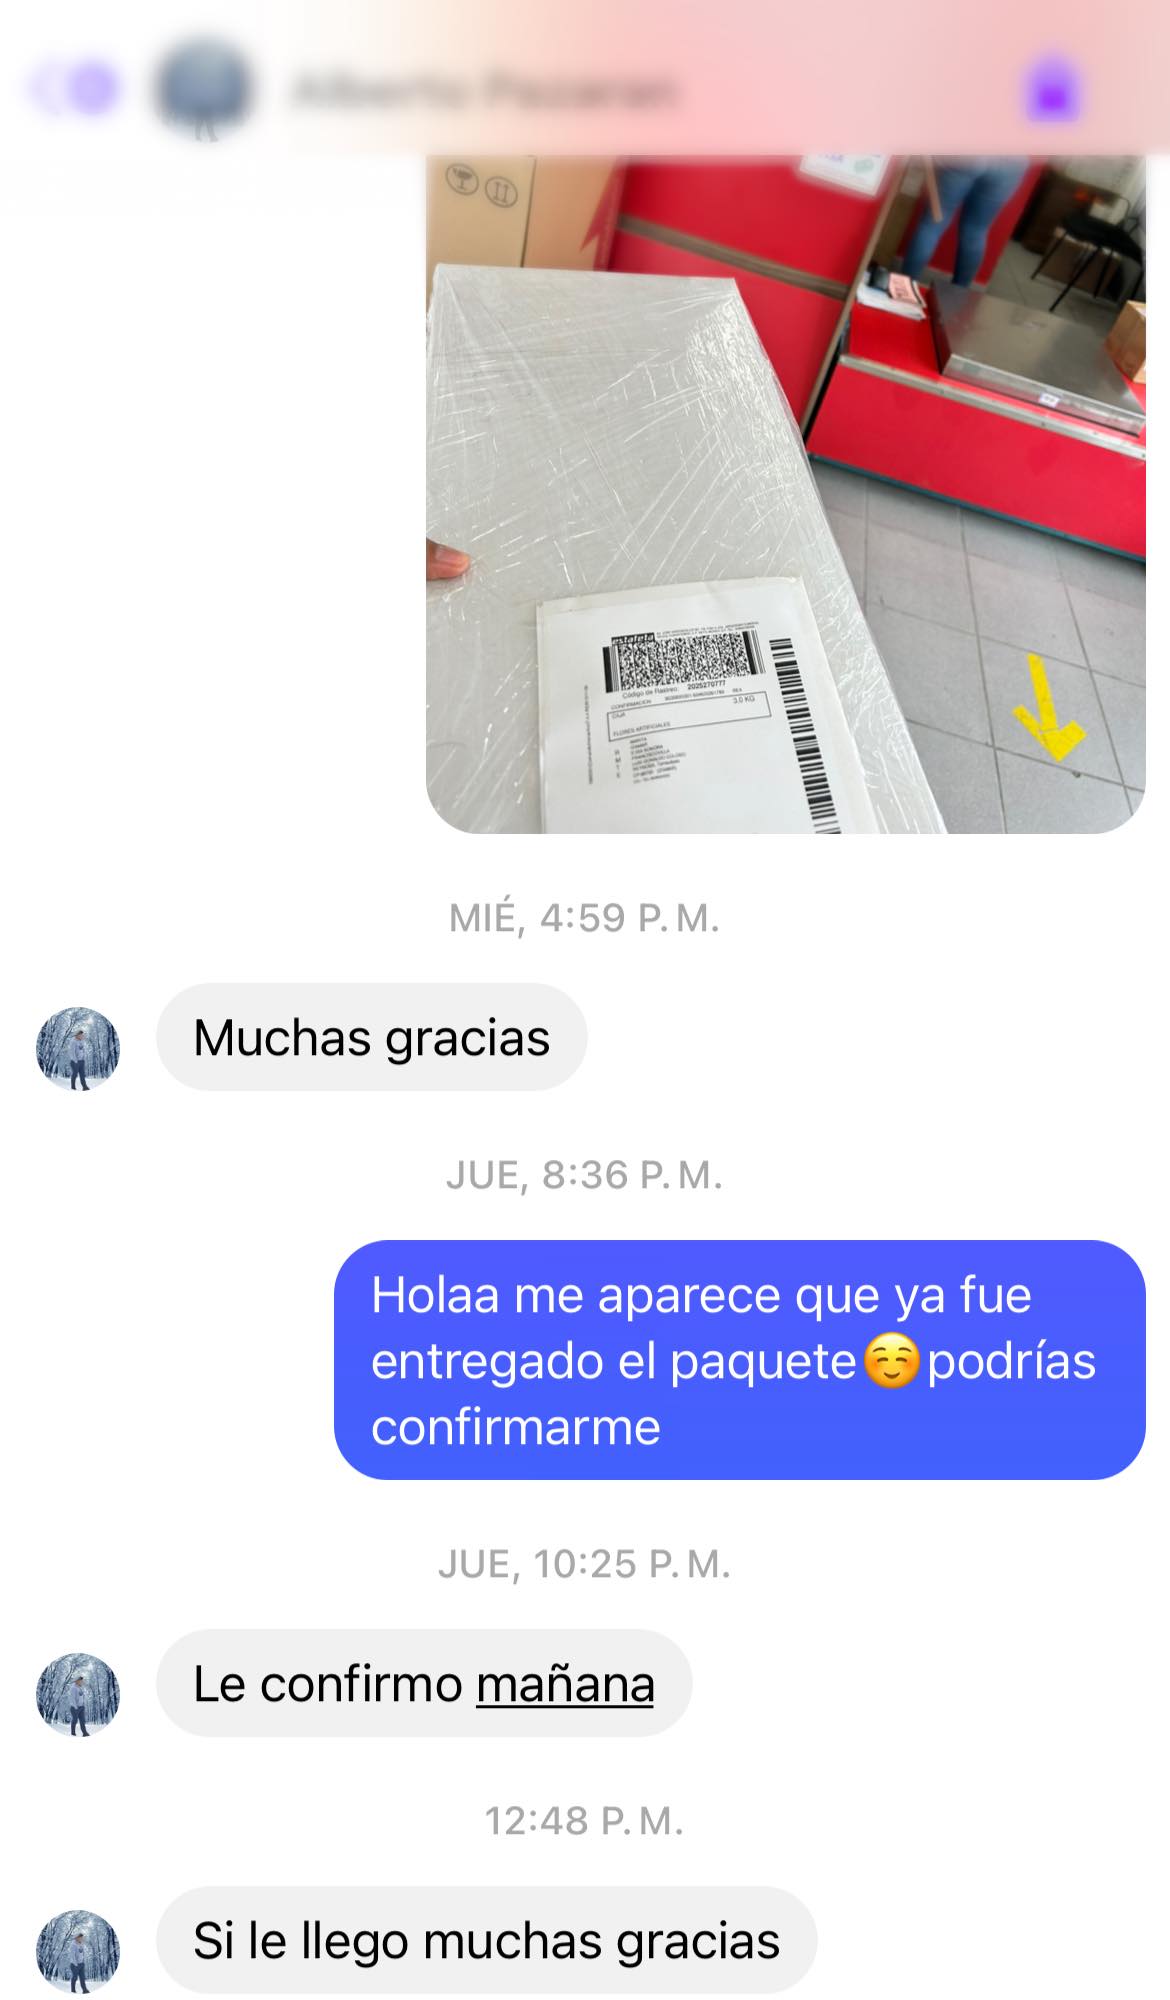 estafeta
Código de Rastreo: 2025270777
CONFIRMACION
3.0 KG
CAJA
FLORES ARTIFICIALES
MIÉ, 4:59 P. M.
Muchas gracias
JUE, 8:36 P. M.
Holaa me aparece que ya fue
entregado el paquete☺️podrías
confirmarme
JUE, 10:25 P. M.
Le confirmo mañana
12:48 P. M.
Si le llego muchas gracias